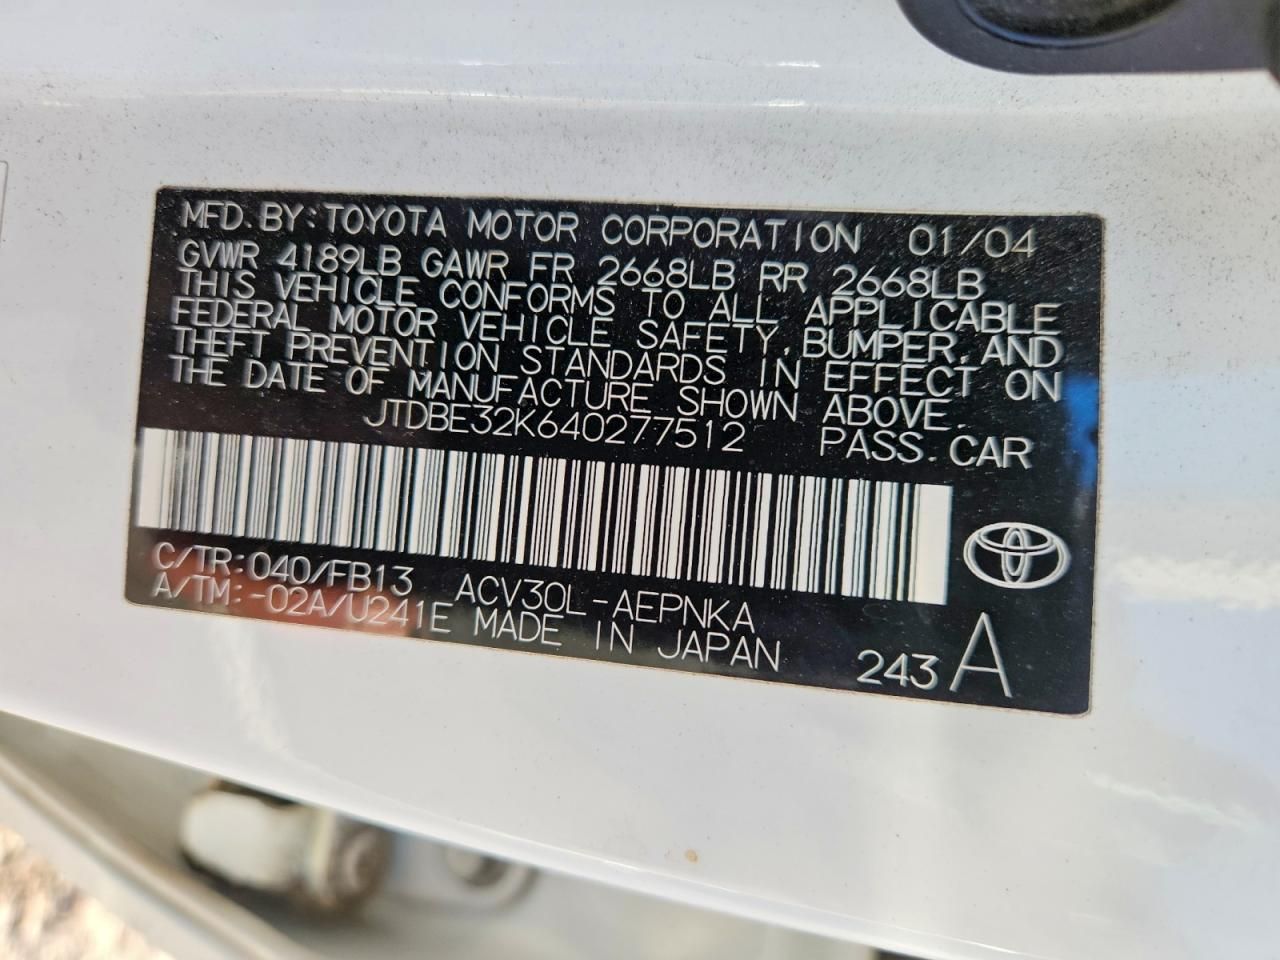 MFD. BY: TOYOTA MOTOR CORPORATION 01/04
GVWR 4189LB GAWR FR 2668LB RR 2668LB
THIS VEHICLE CONFORMS TO ALL APPLICABLE
FEDERAL MOTOR VEHICLE SAFETY, BUMPER, AND
THEFT PREVENTION STANDARDS IN EFFECT ON
THE DATE OF MANUFACTURE SHOWN ABOVE.
JTDBE32K640277512 PASS. CAR
C/TR: 040/FB13 ACV30L-AEPNKA
A/TM: -02A/U241E MADE IN JAPAN
243 A